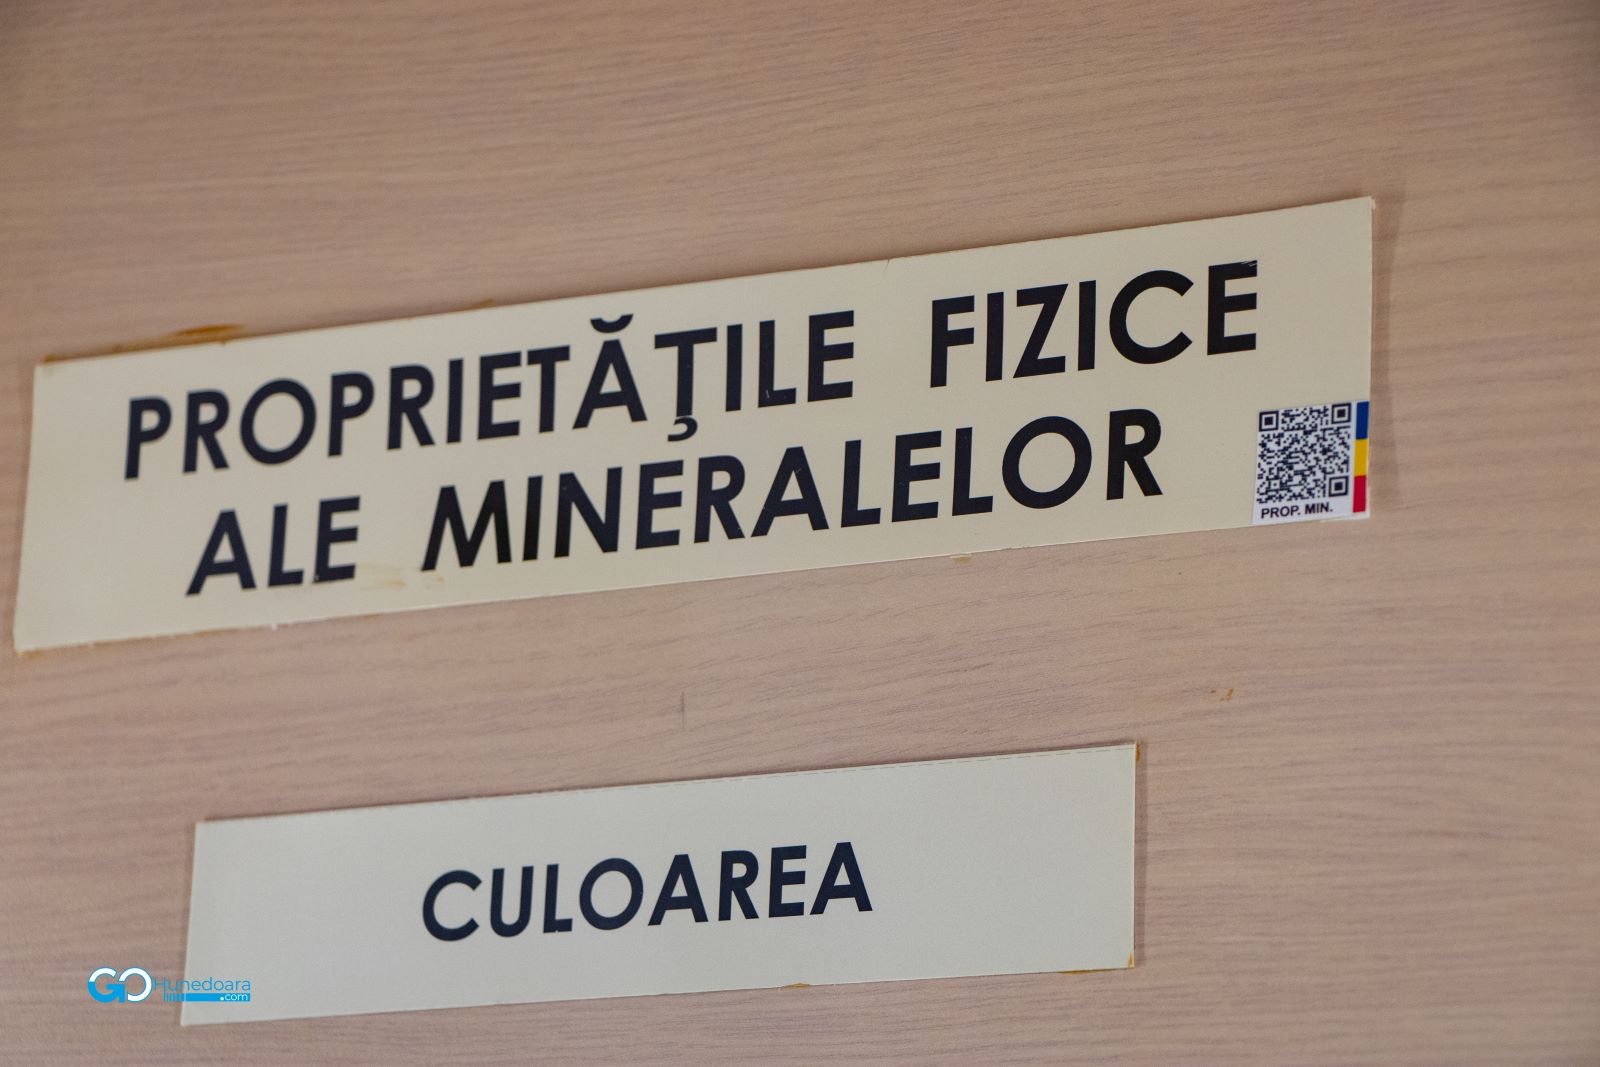 PROPRIETĂŢILE FIZICE
ALE MINERALELOR
PROP. MIN.
CULOAREA
GO Hunedoara
.com